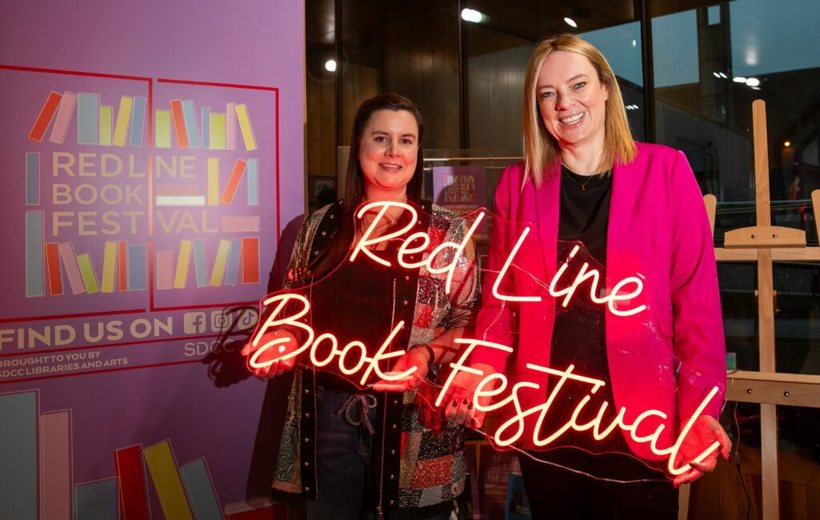 RED LINE
BOOK
FESTIVAL
FIND US ON
BROUGHT TO YOU BY
SDCC LIBRARIES AND ARTS
SDCC
Red Line
Book Festival